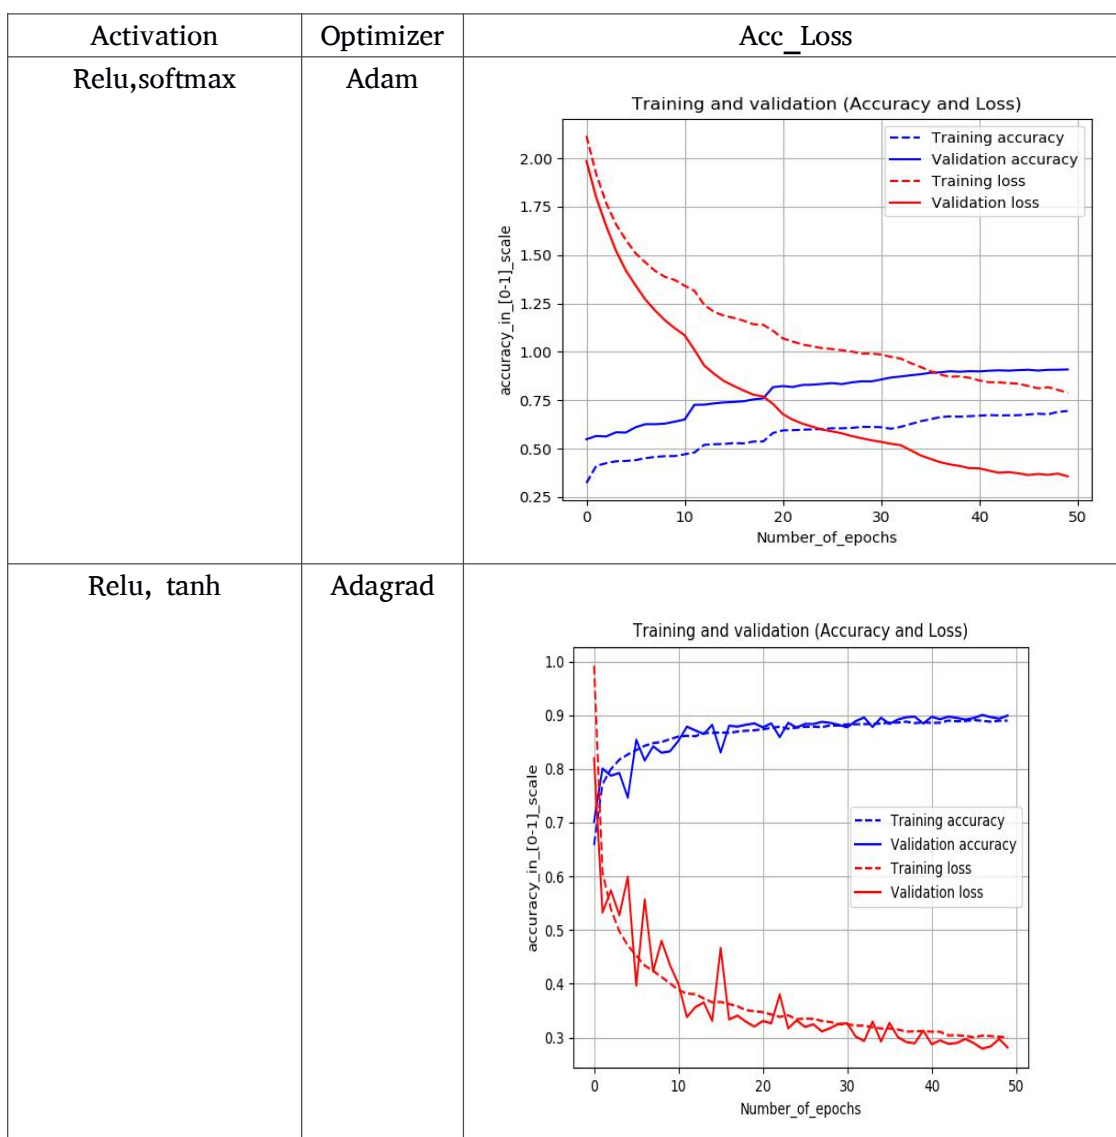 Activation Optimizer Acc_Loss
Relu,softmax Adam
Training and validation (Accuracy and Loss)
Training accuracy
Validation accuracy
Training loss
Validation loss
accuracy_in_[0-1]_scale
2.00
1.75
1.50
1.25
1.00
0.75
0.50
0.25
0 10 20 30 40 50
Number_of_epochs
Relu, tanh Adagrad
Training and validation (Accuracy and Loss)
accuracy_in_[0-1]_scale
1.0
0.9
0.8
0.7
0.6
0.5
0.4
0.3
Training accuracy
Validation accuracy
Training loss
Validation loss
0 10 20 30 40 50
Number_of_epochs